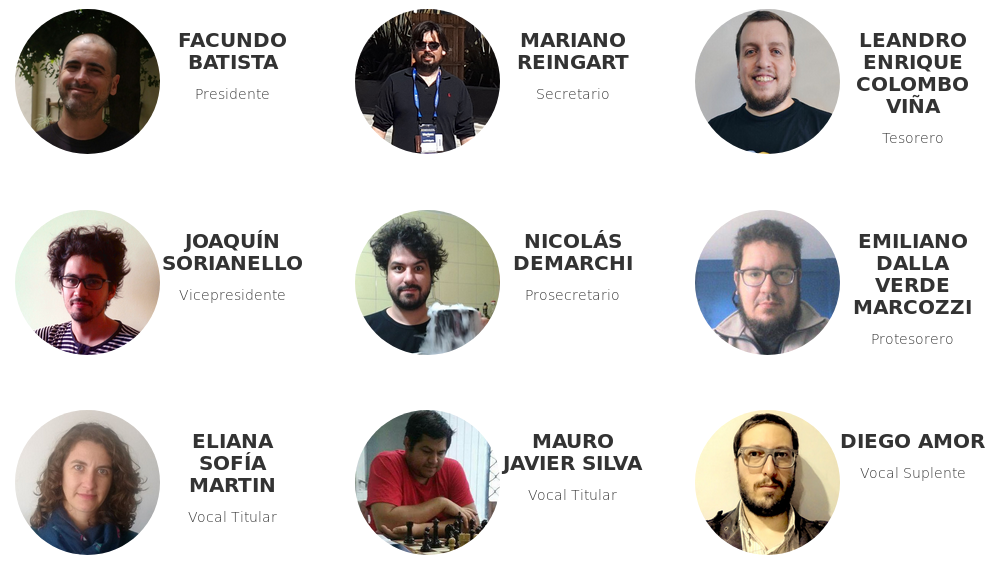 FACUNDO
BATISTA
Presidente
MARIANO
REINGART
Secretario
LEANDRO
ENRIQUE
COLOMBO
VIÑA
Tesorero
JOAQUÍN
SORIANELLO
Vicepresidente
NICOLÁS
DEMARCHI
Prosecretario
EMILIANO
DALLA
VERDE
MARCOZZI
Protesorero
ELIANA
SOFÍA
MARTIN
Vocal Titular
MAURO
JAVIER SILVA
Vocal Titular
DIEGO AMOR
Vocal Suplente